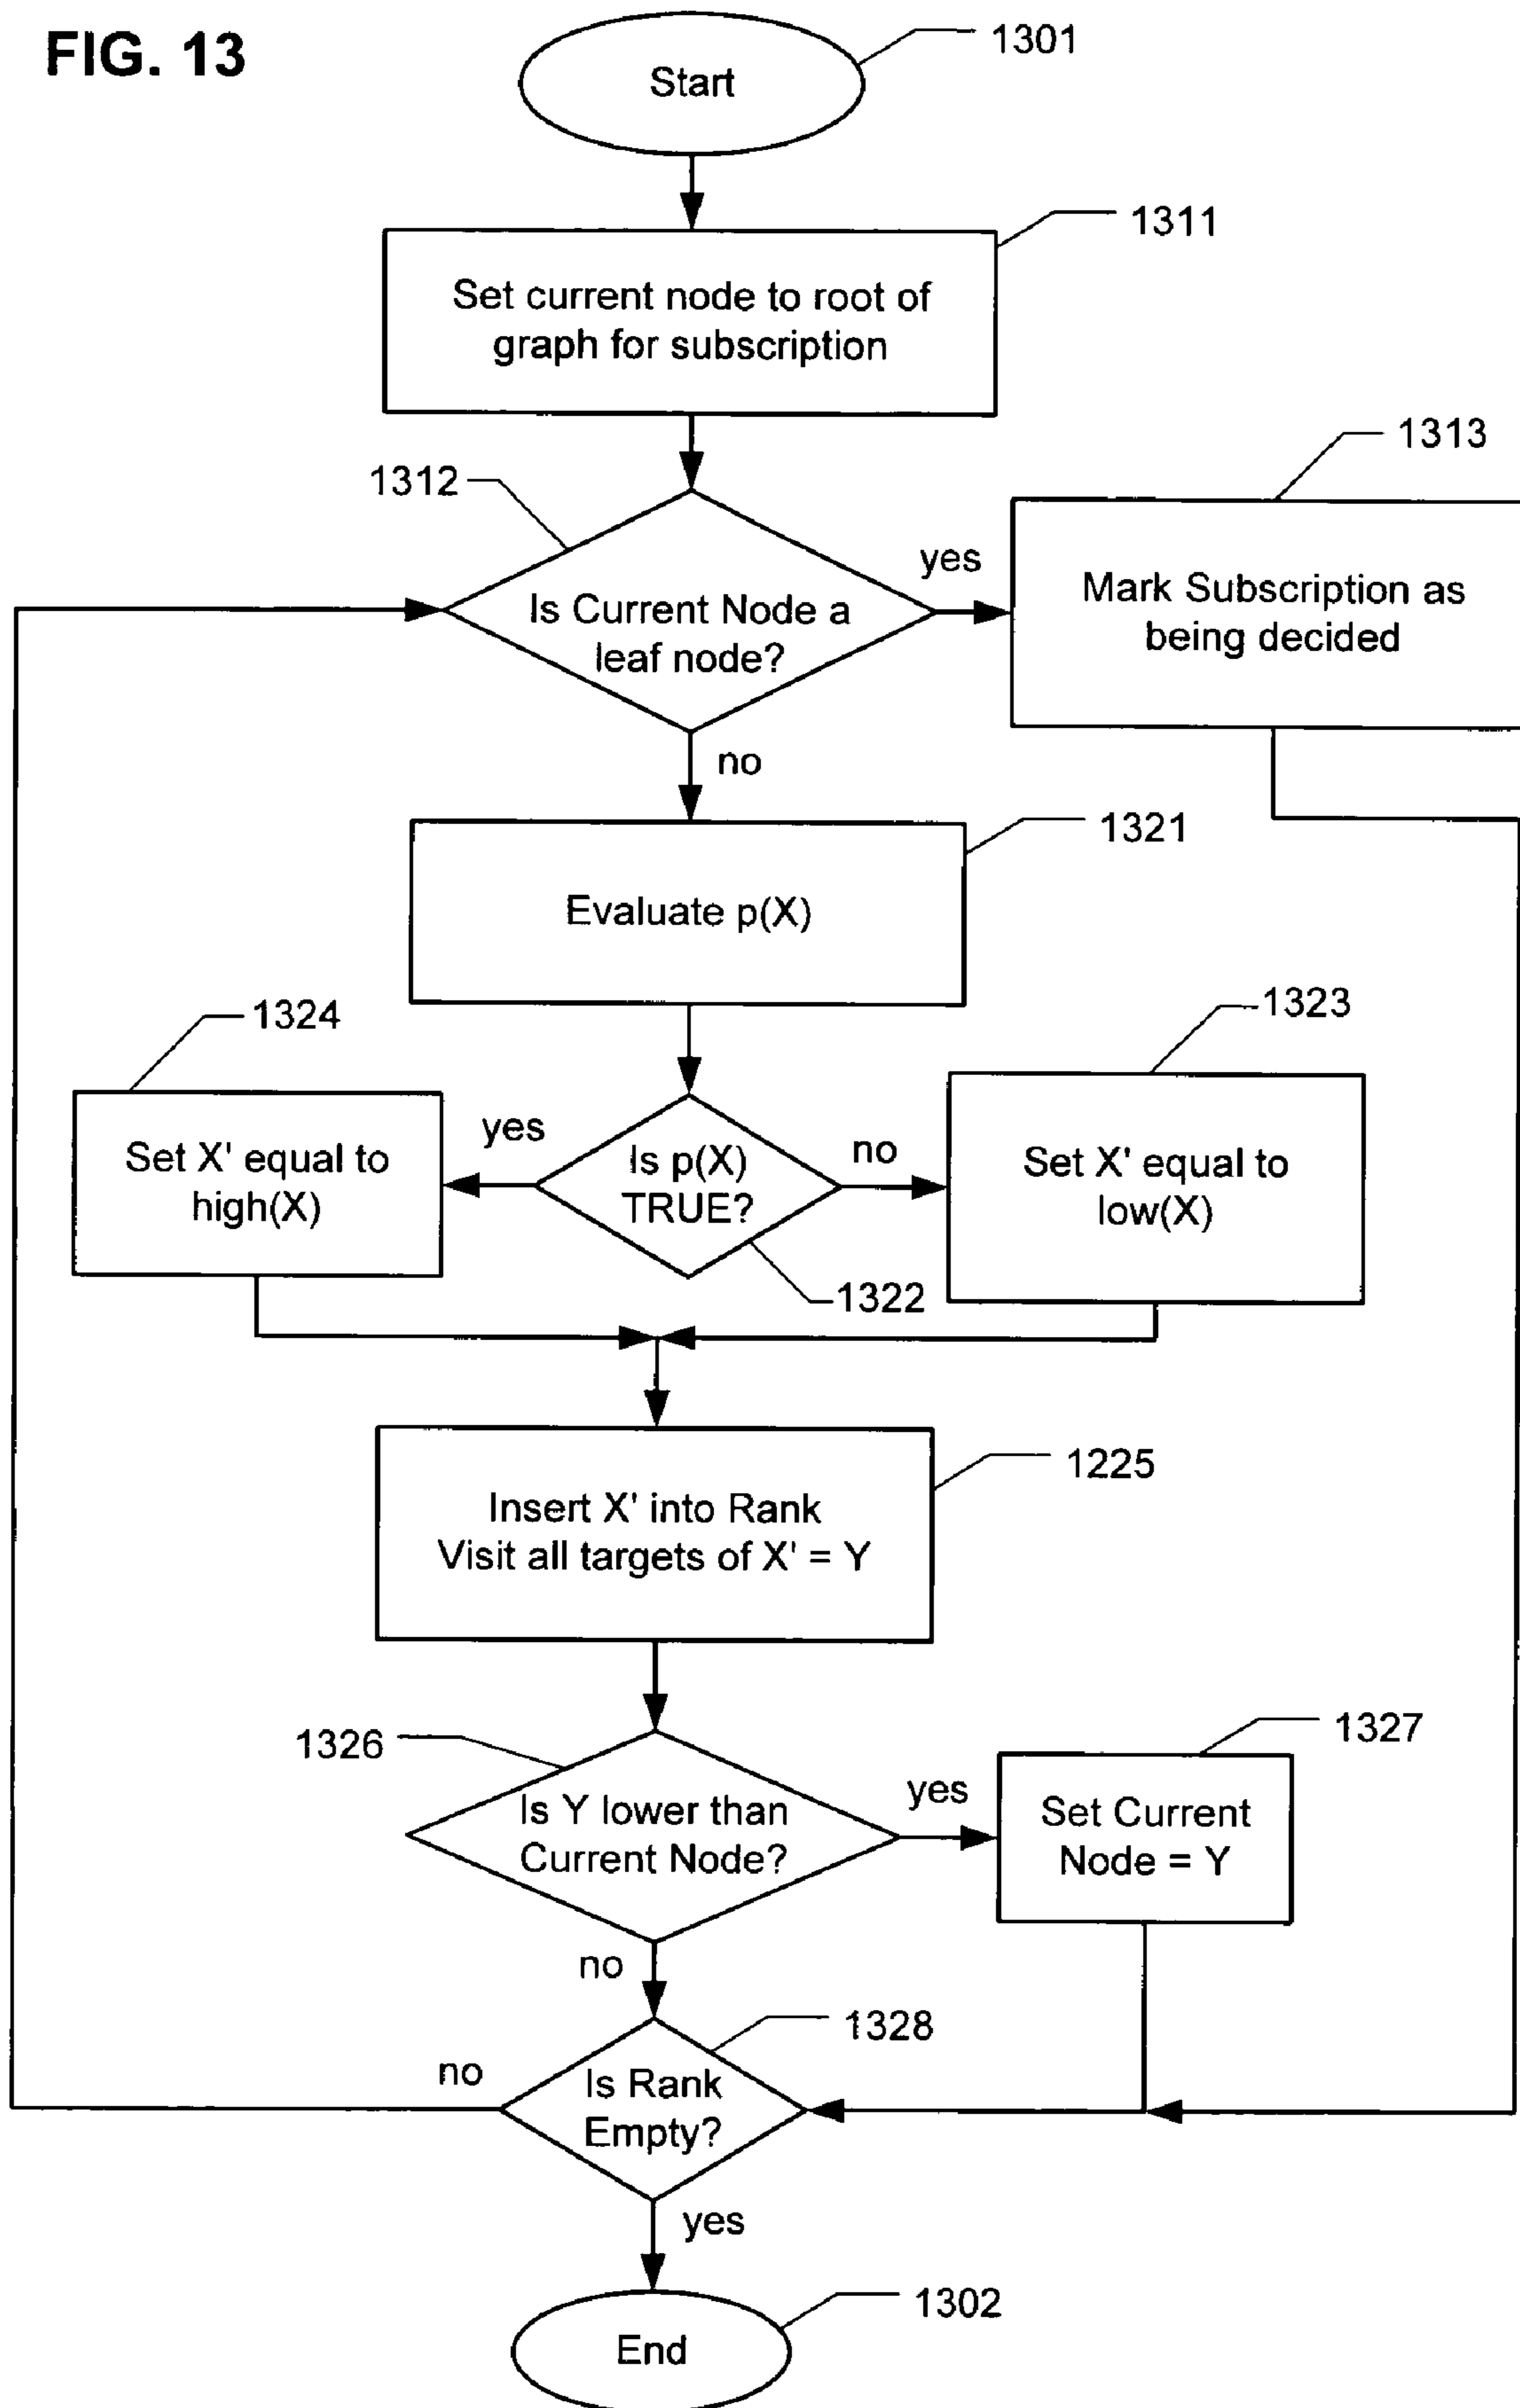 FIG. 13
1301
Start
1311
Set current node to root of
graph for subscription
1313
1312
yes
Is Current Node a
leaf node?
Mark Subscription as
being decided
no
1321
Evaluate p(X)
1324
1323
yes
no
Set X' equal to
high(X)
Is p(X)
TRUE?
Set X' equal to
low(X)
1322
1225
Insert X' into Rank
Visit all targets of X' = Y
1326
1327
yes
Is Y lower than
Current Node?
Set Current
Node = Y
no
1328
no
Is Rank
Empty?
yes
1302
End